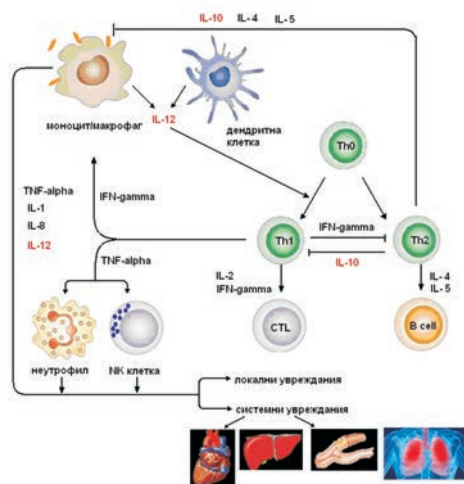 IL-10 IL- 4 IL- 5
моноцит/макрофаг
IL-12
дендритна
клетка
Th0
TNF-alpha
IL-1
IL-8
IL-12
IFN-gamma
TNF-alpha
Th1
IFN-gamma
IL-10
Th2
IL-2
IFN-gamma
IL- 4
IL- 5
CTL
B cell
неутрофил
NK клетка
локални увреждания
системни увреждания